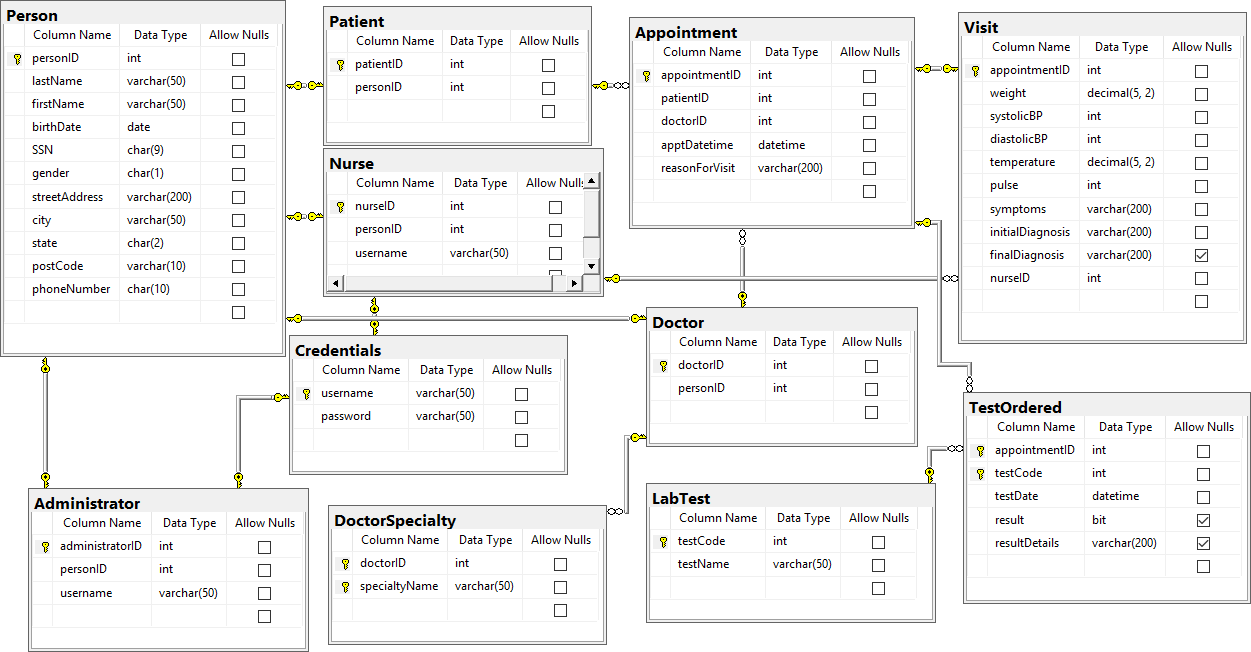 Person
Column Name Data Type Allow Nulls
personID int
lastName varchar(50)
firstName varchar(50)
birthDate date
SSN char(9)
gender char(1)
streetAddress varchar(200)
city varchar(50)
state char(2)
postCode varchar(10)
phoneNumber char(10)
Patient
Column Name Data Type Allow Nulls
patientID int
personID int
Appointment
Column Name Data Type Allow Nulls
appointmentID int
patientID int
doctorID int
apptDatetime datetime
reasonForVisit varchar(200)
Visit
Column Name Data Type Allow Nulls
appointmentID int
weight decimal(5, 2)
systolicBP int
diastolicBP int
temperature decimal(5, 2)
pulse int
symptoms varchar(200)
initialDiagnosis varchar(200)
finalDiagnosis varchar(200)
nurseID int
Nurse
Column Name Data Type Allow Nulls
nurseID int
personID int
username varchar(50)
Credentials
Column Name Data Type Allow Nulls
username varchar(50)
password varchar(50)
Doctor
Column Name Data Type Allow Nulls
doctorID int
personID int
TestOrdered
Column Name Data Type Allow Nulls
appointmentID int
testCode int
testDate datetime
result bit
resultDetails varchar(200)
Administrator
Column Name Data Type Allow Nulls
administratorID int
personID int
username varchar(50)
DoctorSpecialty
Column Name Data Type Allow Nulls
doctorID int
specialtyName varchar(50)
LabTest
Column Name Data Type Allow Nulls
testCode int
testName varchar(50)